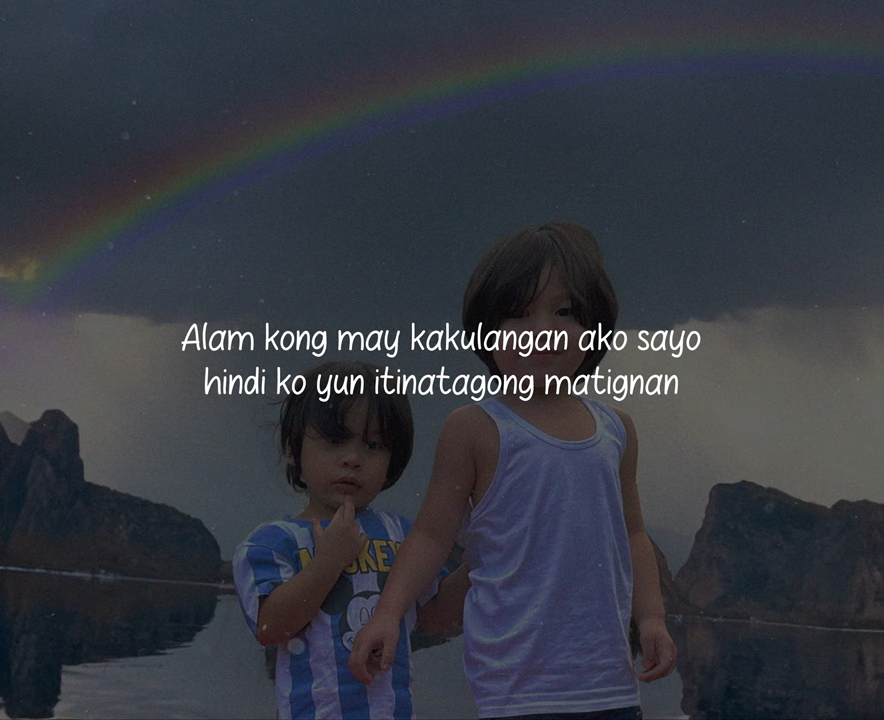 Alam kong may kakulangan ako sayo
hindi ko yun itinatagong matignan